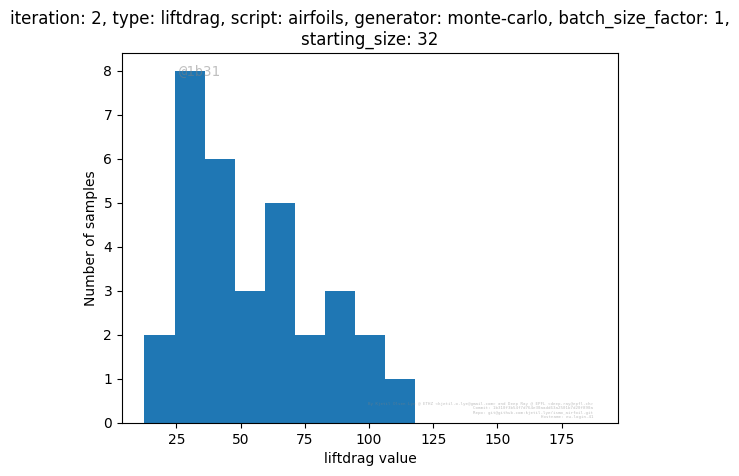 iteration: 2, type: liftdrag, script: airfoils, generator: monte-carlo, batch_size_factor: 1,
starting_size: 32
@1b31
8
7
6
5
4
3
2
1
0
Number of samples
25 50 75 100 125 150 175
liftdrag value